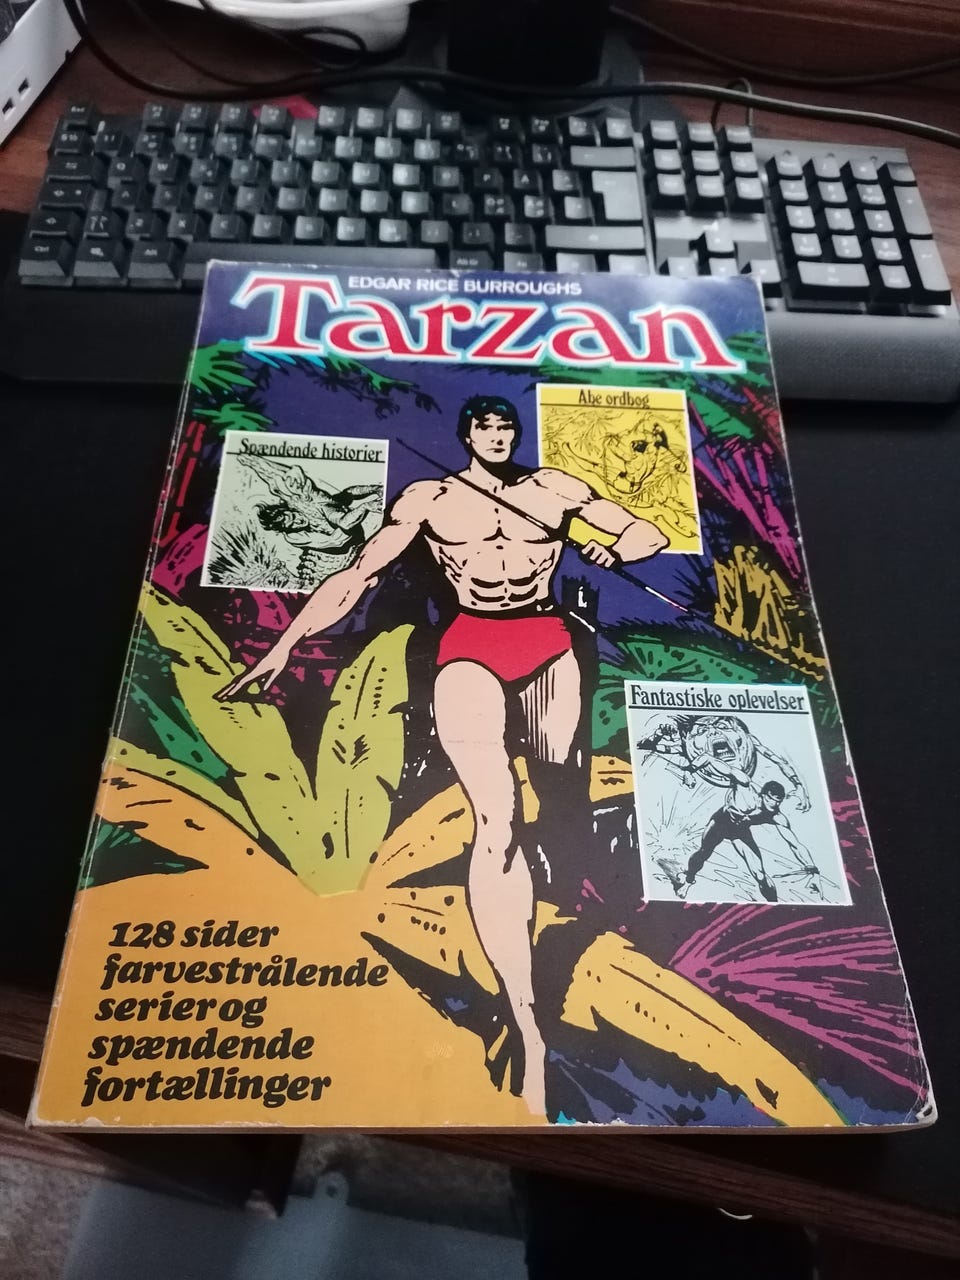 EDGAR RICE BURROUGHS
Tarzan
Abe ordbog
Spændende historier
Fantastiske oplevelser
128 sider
farvestrålende
serier og
spændende
fortællinger